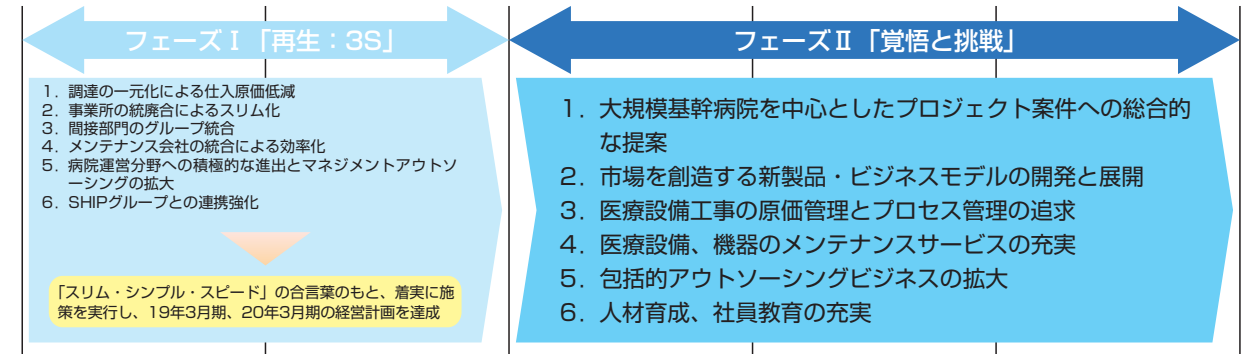 フェーズⅠ「再生：3S」
1．調達の一元化による仕入原価低減
2．事業所の統廃合によるスリム化
3．間接部門のグループ統合
4．メンテナンス会社の統合による効率化
5．病院運営分野への積極的な進出とマネジメントアウトソ
ーシングの拡大
6．SHIPグループとの連携強化
「スリム・シンプル・スピード」の合言葉のもと、着実に施
策を実行し、19年3月期、20年3月期の経営計画を達成
フェーズⅡ「覚悟と挑戦」
1．大規模基幹病院を中心としたプロジェクト案件への総合的
な提案
2．市場を創造する新製品・ビジネスモデルの開発と展開
3．医療設備工事の原価管理とプロセス管理の追求
4．医療設備、機器のメンテナンスサービスの充実
5．包括的アウトソーシングビジネスの拡大
6．人材育成、社員教育の充実